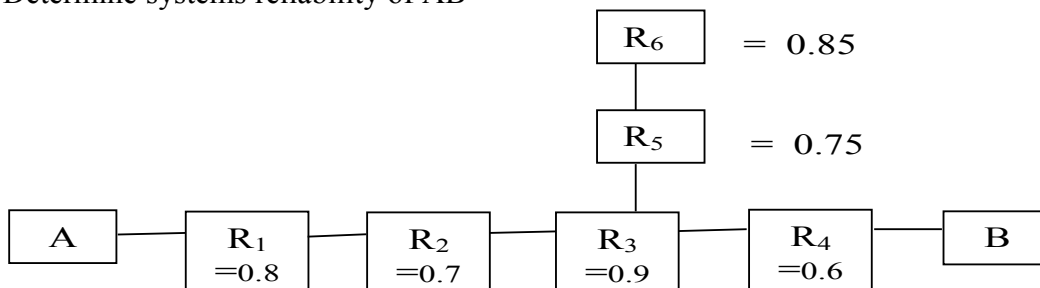 Determine systems reliability of AB
R₆ = 0.85
R₅ = 0.75
A R₁ R₂ R₃ R₄ B
=0.8 =0.7 =0.9 =0.6